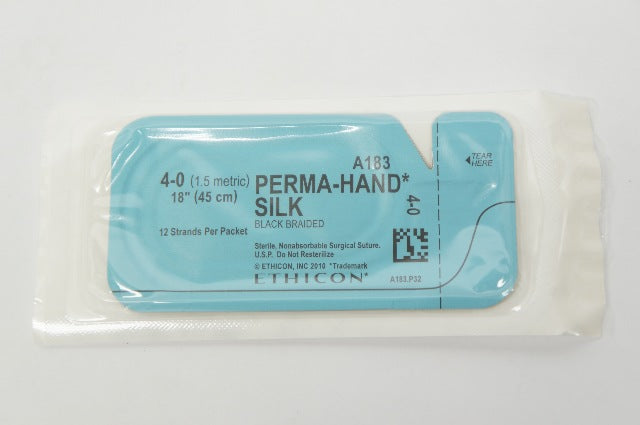 A183
TEAR
HERE
4-0 (1.5 metric)
18" (45 cm)
PERMA-HAND*
SILK
BLACK BRAIDED
4-0
12 Strands Per Packet
Sterile, Nonabsorbable Surgical Suture.
U.S.P. Do Not Resterilize
© ETHICON, INC 2010 *Trademark
ETHICON*
A183.P32